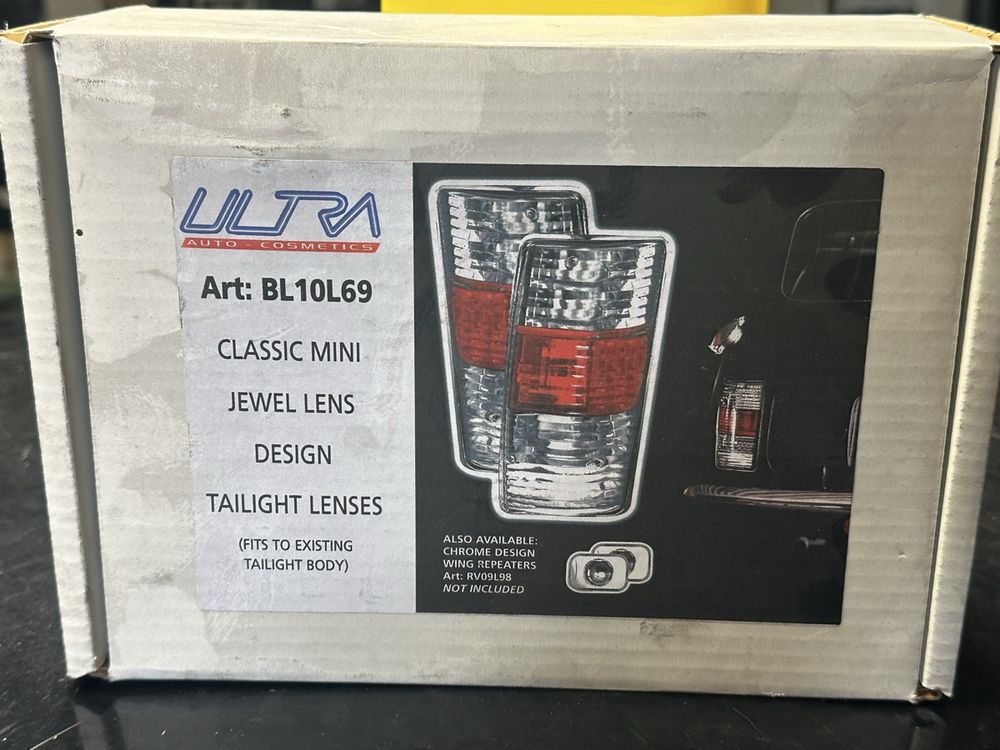 ULTRA
AUTO - COSMETICS
Art: BL10L69
CLASSIC MINI
JEWEL LENS
DESIGN
TAILIGHT LENSES
(FITS TO EXISTING
TAILIGHT BODY)
ALSO AVAILABLE:
CHROME DESIGN
WING REPEATERS
Art: RV09L98
NOT INCLUDED